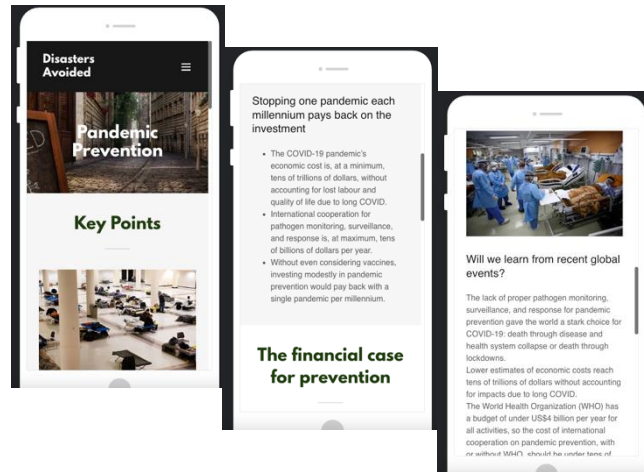 Disasters
Avoided
Pandemic
Prevention
Key Points
Stopping one pandemic each
millennium pays back on the
investment
• The COVID-19 pandemic's
economic cost is, at a minimum,
tens of trillions of dollars, without
accounting for lost labour and
quality of life due to long COVID.
• International cooperation for
pathogen monitoring, surveillance,
and response is, at maximum, tens
of billions of dollars per year.
• Without even considering vaccines,
investing modestly in pandemic
prevention would pay back with a
single pandemic per millennium.
The financial case
for prevention
Will we learn from recent global
events?
The lack of proper pathogen monitoring,
surveillance, and response for pandemic
prevention gave the world a stark choice for
COVID-19: death through disease and
health system collapse or death through
lockdowns.
Lower estimates of economic costs reach
tens of trillions of dollars without accounting
for impacts due to long COVID.
The World Health Organization (WHO) has
a budget of under US$4 billion per year for
all activities, so the cost of international
cooperation on pandemic prevention, with
or without WHO, should be under tens of